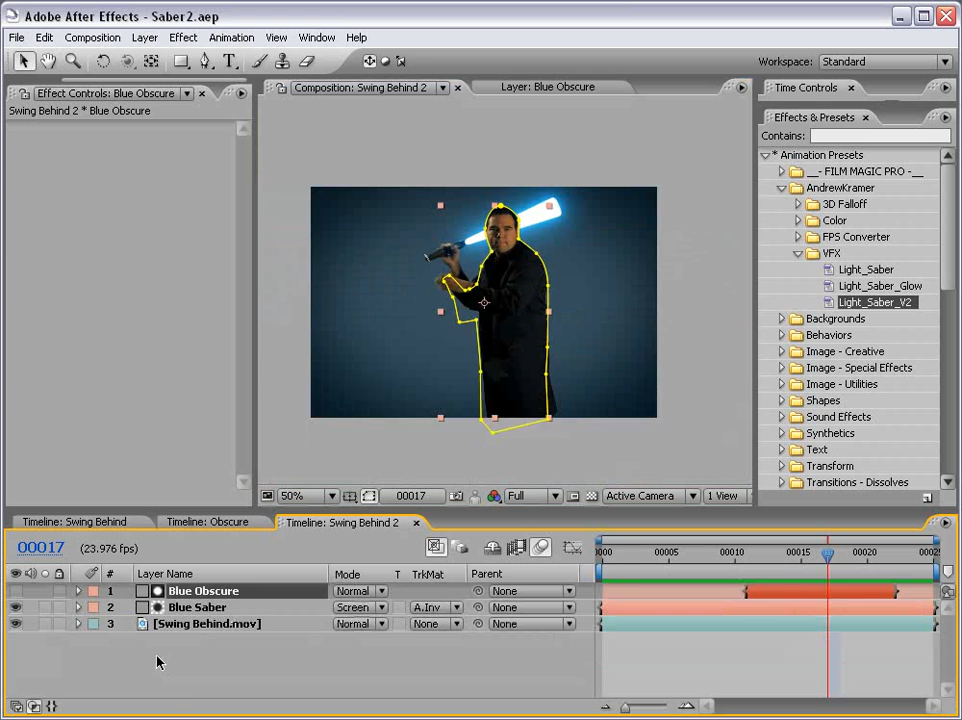 Adobe After Effects - Saber2.aep
File Edit Composition Layer Effect Animation View Window Help
T Workspace: Standard
Effect Controls: Blue Obscure
Swing Behind 2 * Blue Obscure
Composition: Swing Behind 2 Layer: Blue Obscure
Time Controls
Effects & Presets
Contains:
* Animation Presets
__- FILM MAGIC PRO -__
AndrewKramer
3D Falloff
Color
FPS Converter
VFX
Light_Saber
Light_Saber_Glow
Light_Saber_V2
Backgrounds
Behaviors
Image - Creative
Image - Special Effects
Image - Utilities
Shapes
Sound Effects
Synthetics
Text
Transform
Transitions - Dissolves
50% 00017 Full Active Camera 1 View
Timeline: Swing Behind Timeline: Obscure Timeline: Swing Behind 2
00017 (23.976 fps)
0000 00005 00010 00015 00020 00025
# Layer Name Mode T TrkMat Parent
1 Blue Obscure Normal None
2 Blue Saber Screen A.Inv None
3 [Swing Behind.mov] Normal None None